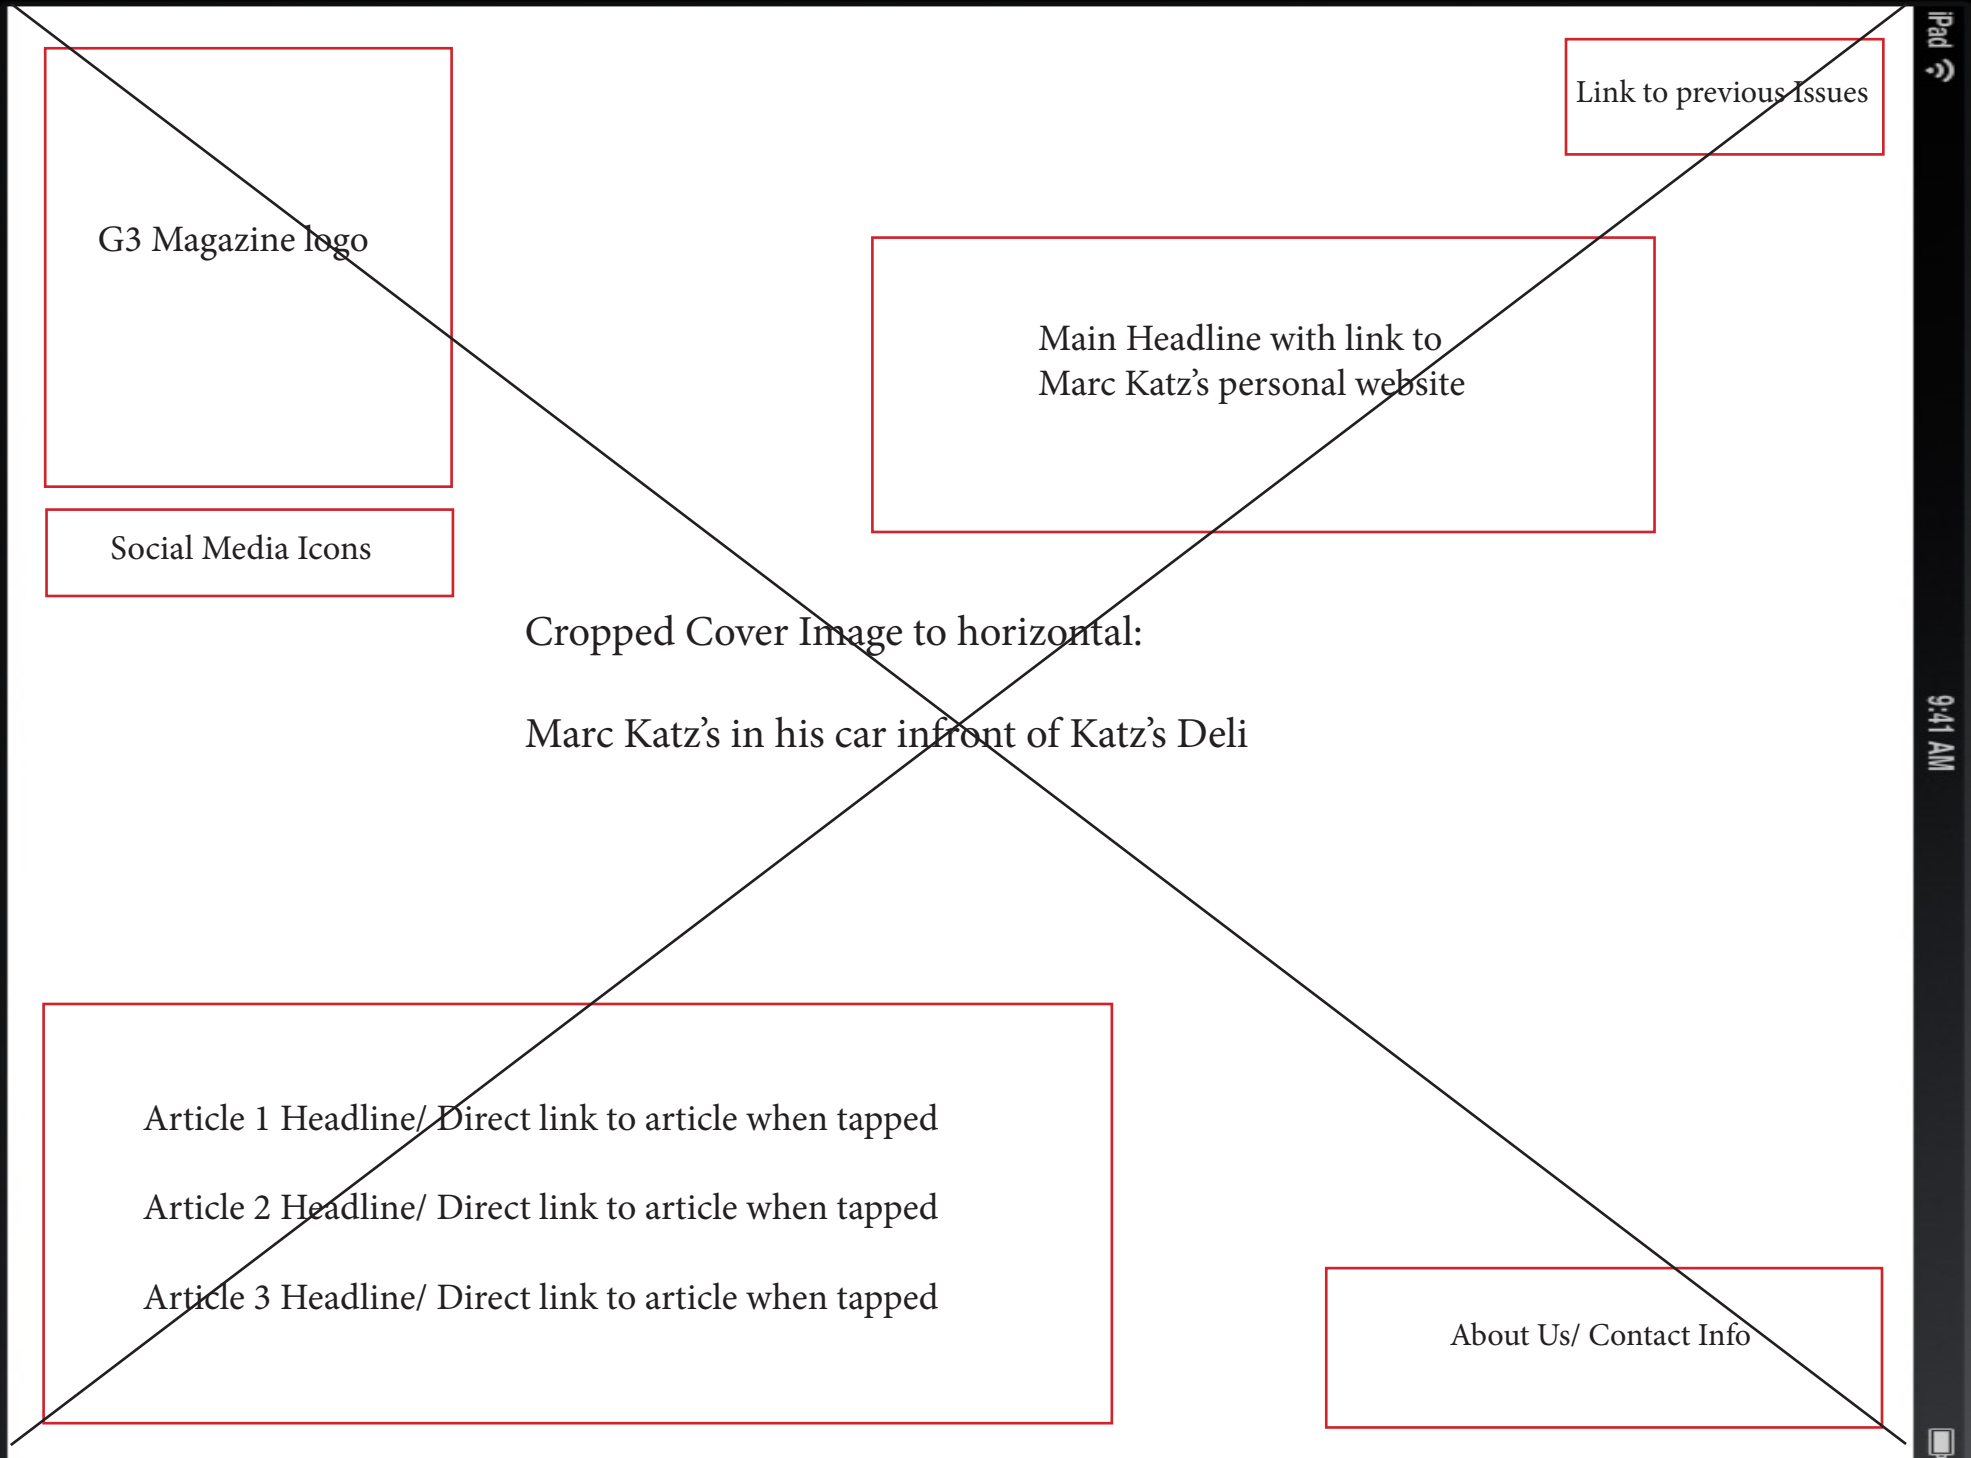 G3 Magazine logo
Link to previous Issues
Main Headline with link to
Marc Katz’s personal website
Social Media Icons
Cropped Cover Image to horizontal:
Marc Katz’s in his car infront of Katz’s Deli
Article 1 Headline/ Direct link to article when tapped
Article 2 Headline/ Direct link to article when tapped
Article 3 Headline/ Direct link to article when tapped
About Us/ Contact Info
iPad
9:41 AM